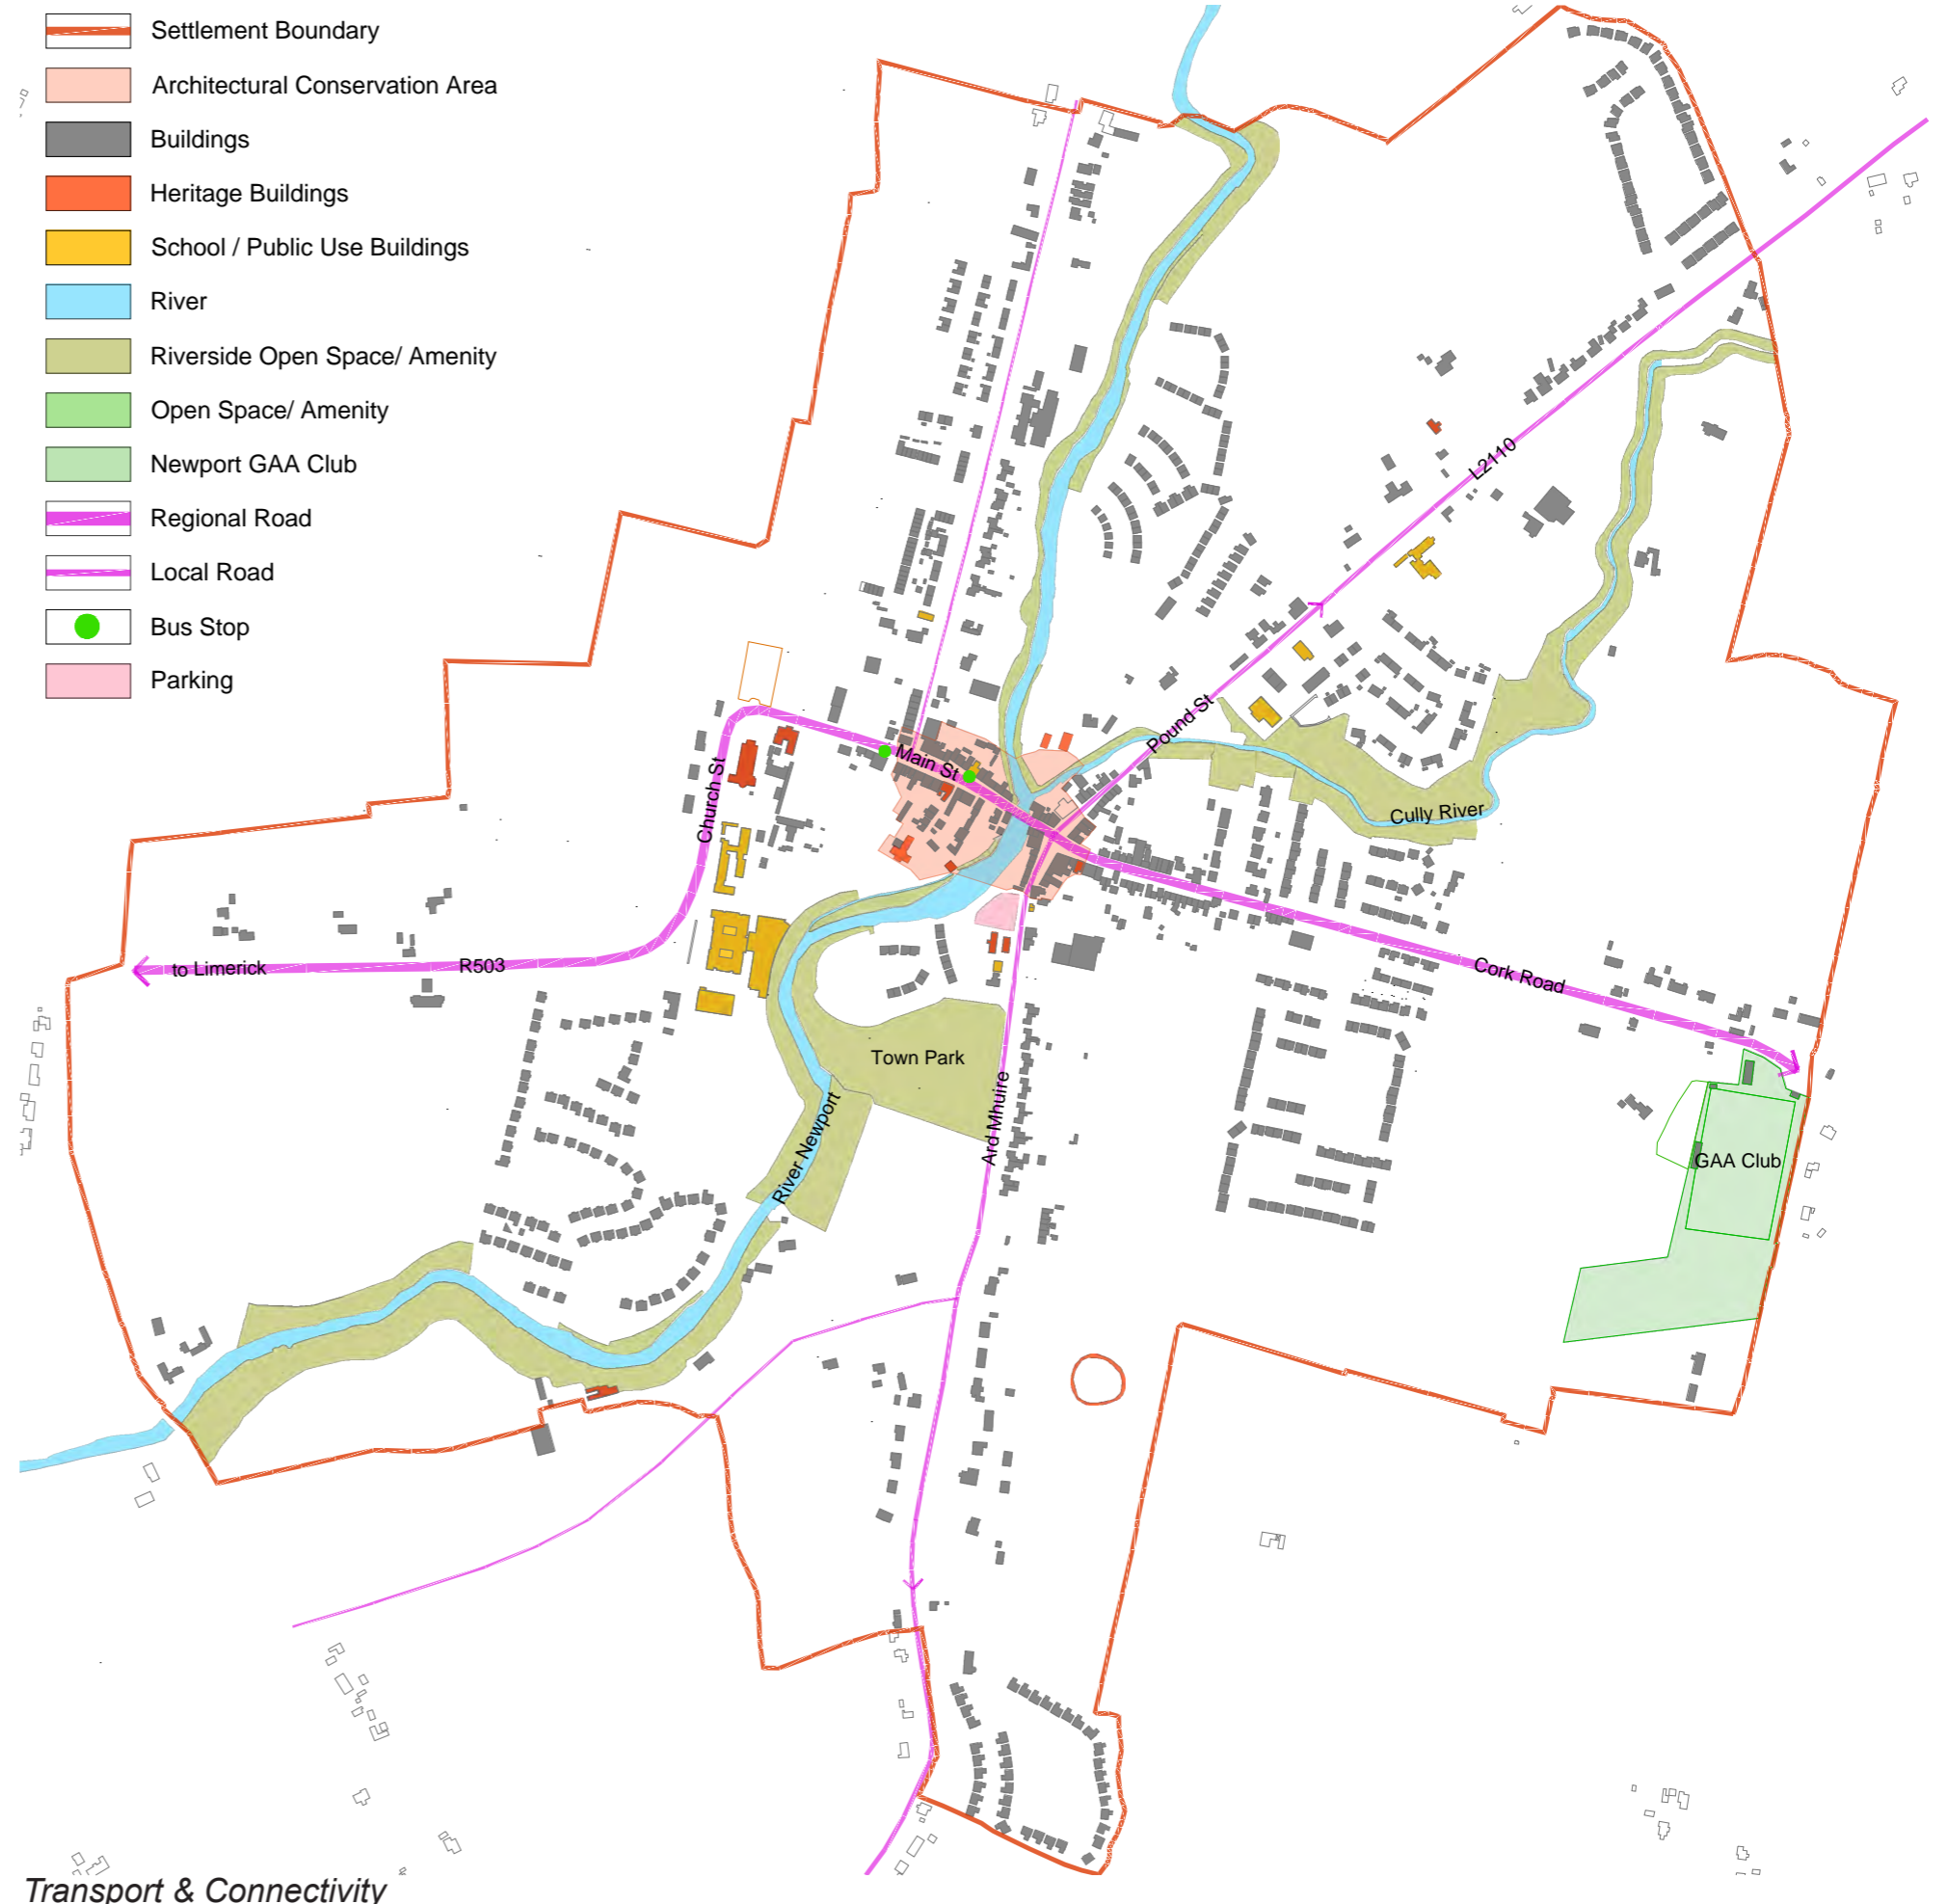 Settlement Boundary
Architectural Conservation Area
Buildings
Heritage Buildings
School / Public Use Buildings
River
Riverside Open Space/ Amenity
Open Space/ Amenity
Newport GAA Club
Regional Road
Local Road
Bus Stop
Parking
L2110
Pound St
Main St
Church St
Cully River
to Limerick
R503
Cork Road
Town Park
Ard Mhuire
River Newport
GAA Club
Transport & Connectivity